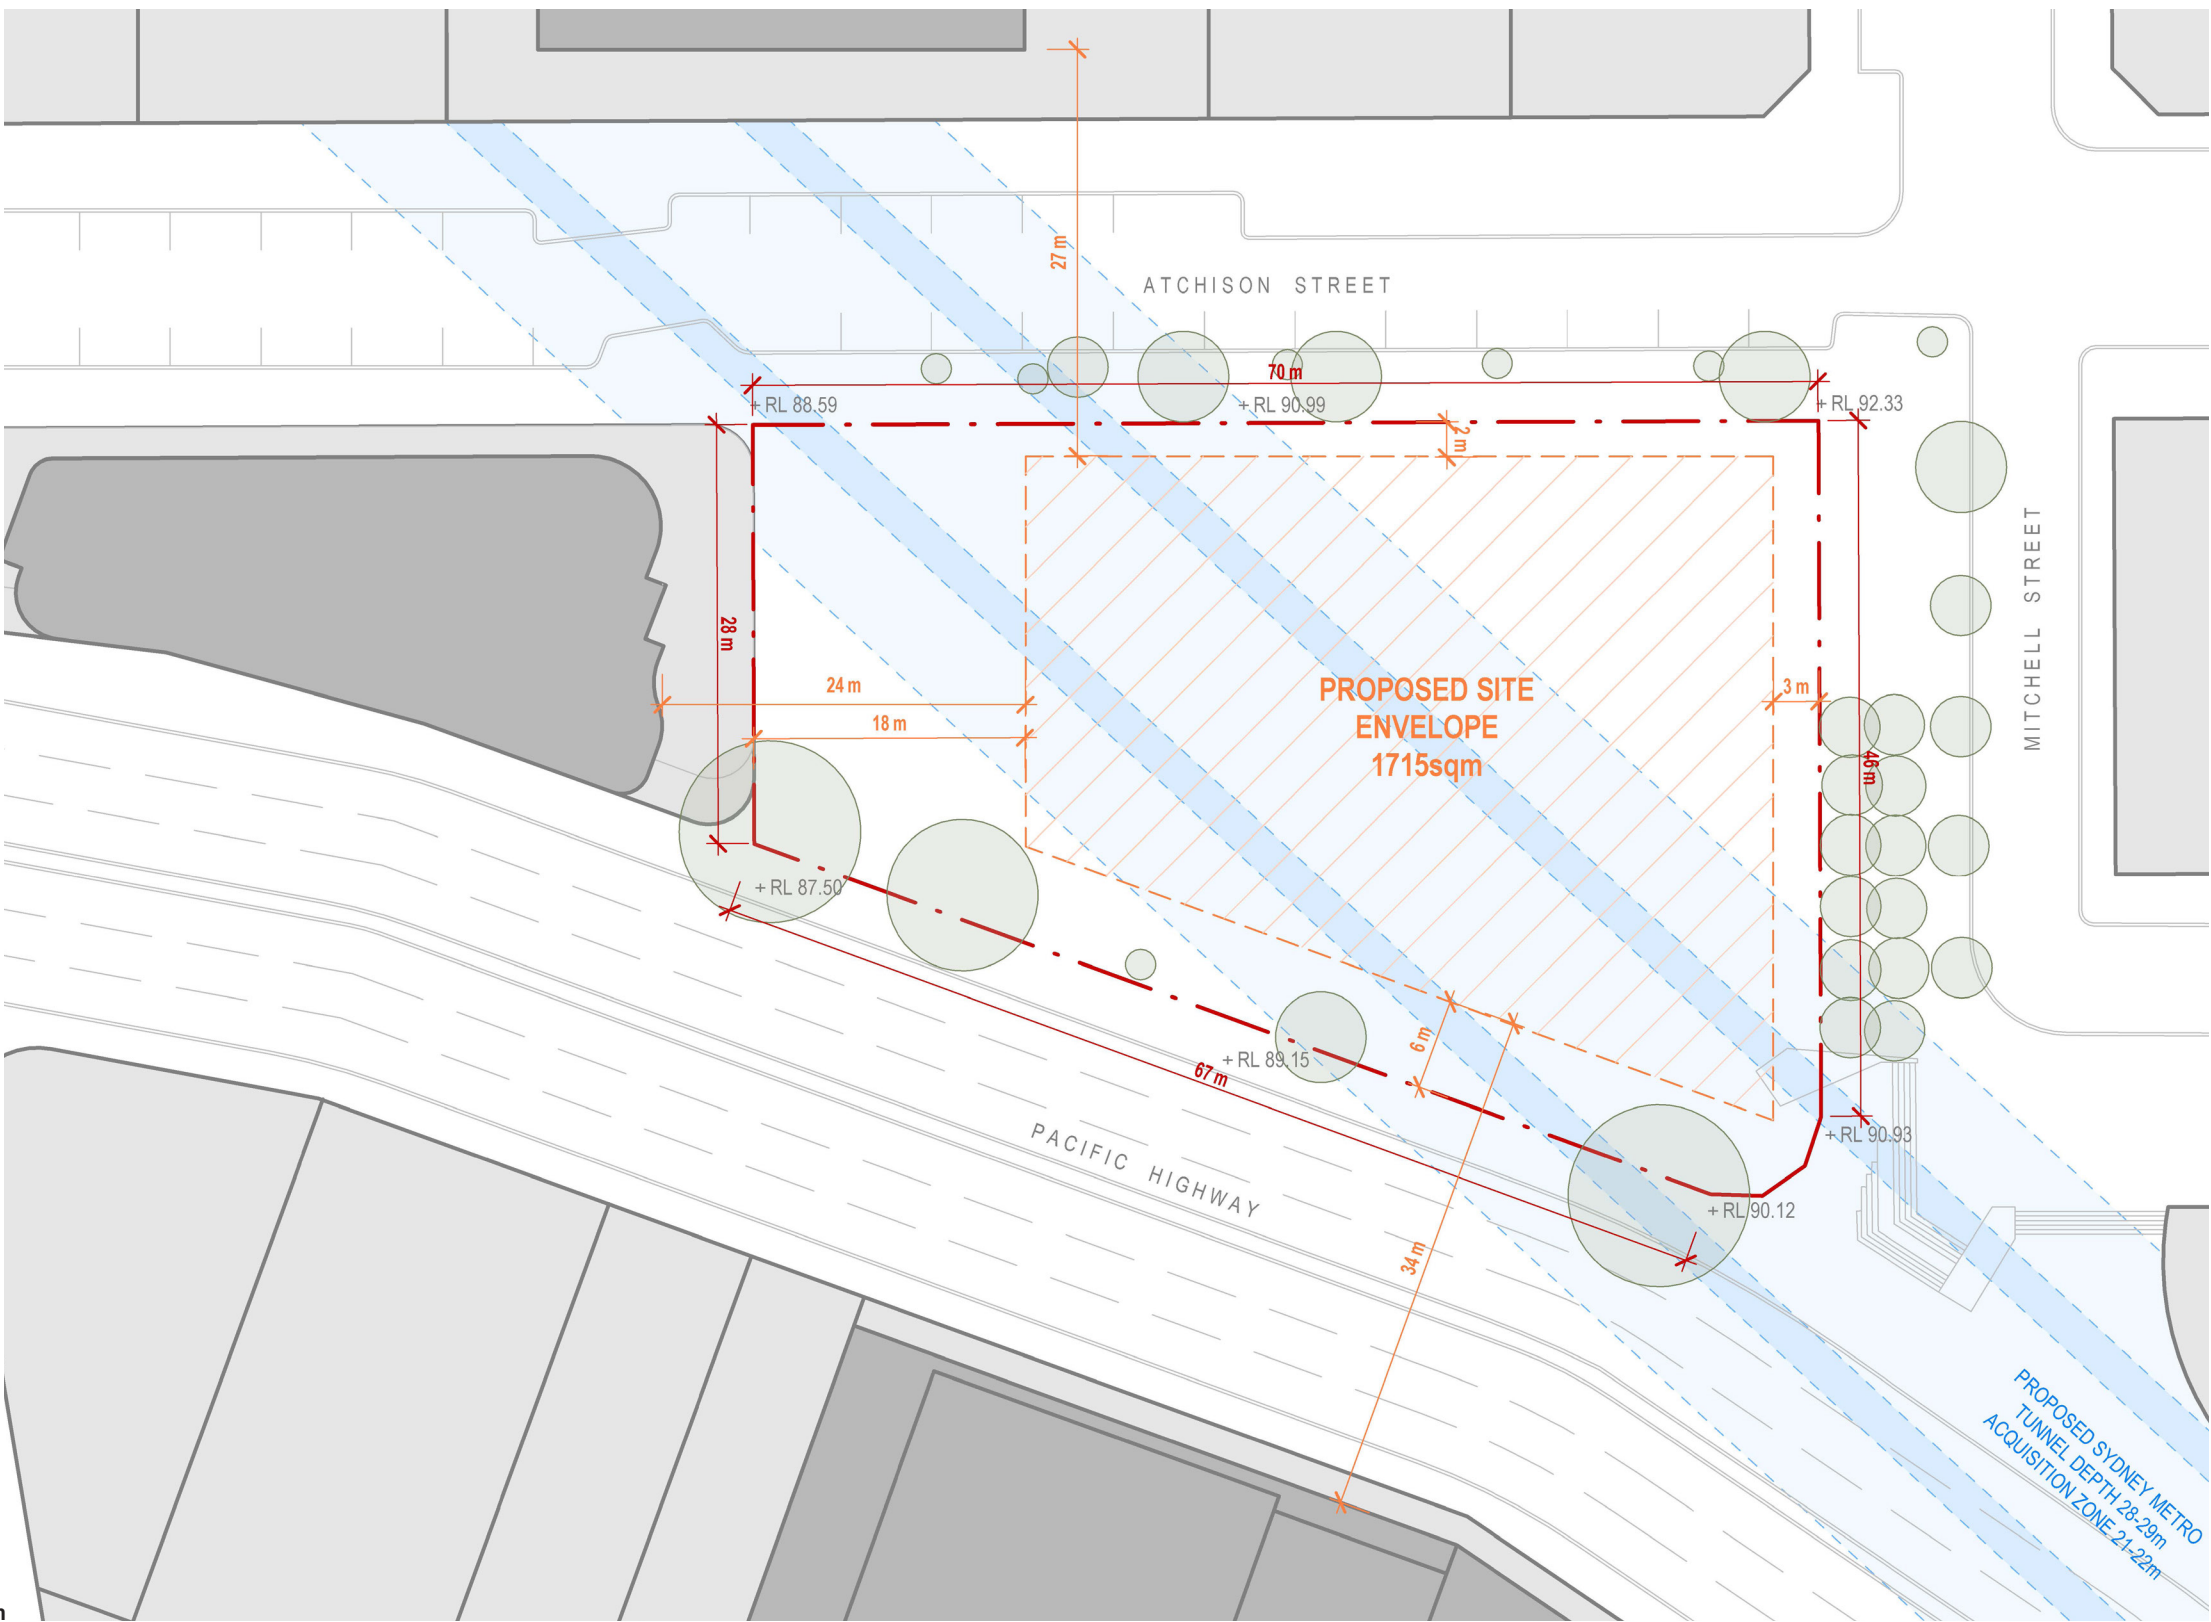 27 m
ATCHISON STREET
70 m
+ RL 88.59
+ RL 90.99
+ RL 92.33
2 m
28 m
MITCHELL STREET
24 m
PROPOSED SITE
ENVELOPE
1715sqm
3 m
18 m
46 m
+ RL 87.50
6 m
+ RL 89.15
67 m
PACIFIC HIGHWAY
+ RL 90.93
+ RL 90.12
34 m
PROPOSED SYDNEY METRO
TUNNEL DEPTH 28-29m
ACQUISITION ZONE 21-22m